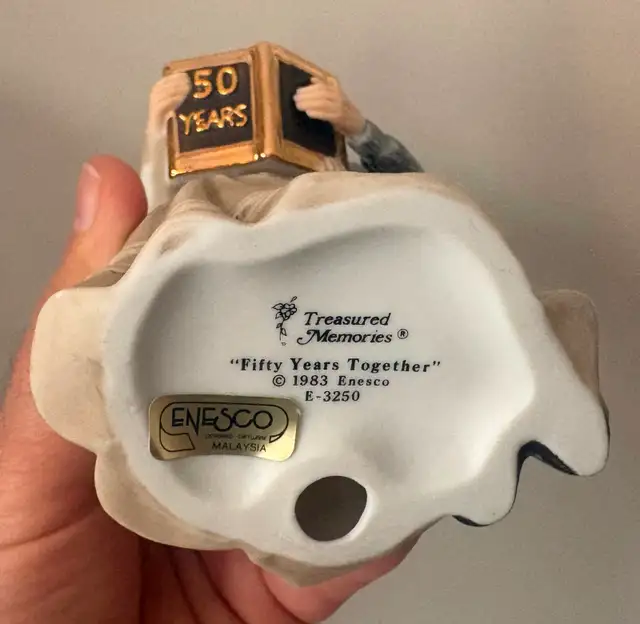 50
YEARS
Treasured
Memories ®
"Fifty Years Together"
© 1983 Enesco
E-3250
ENESCO
MALAYSIA